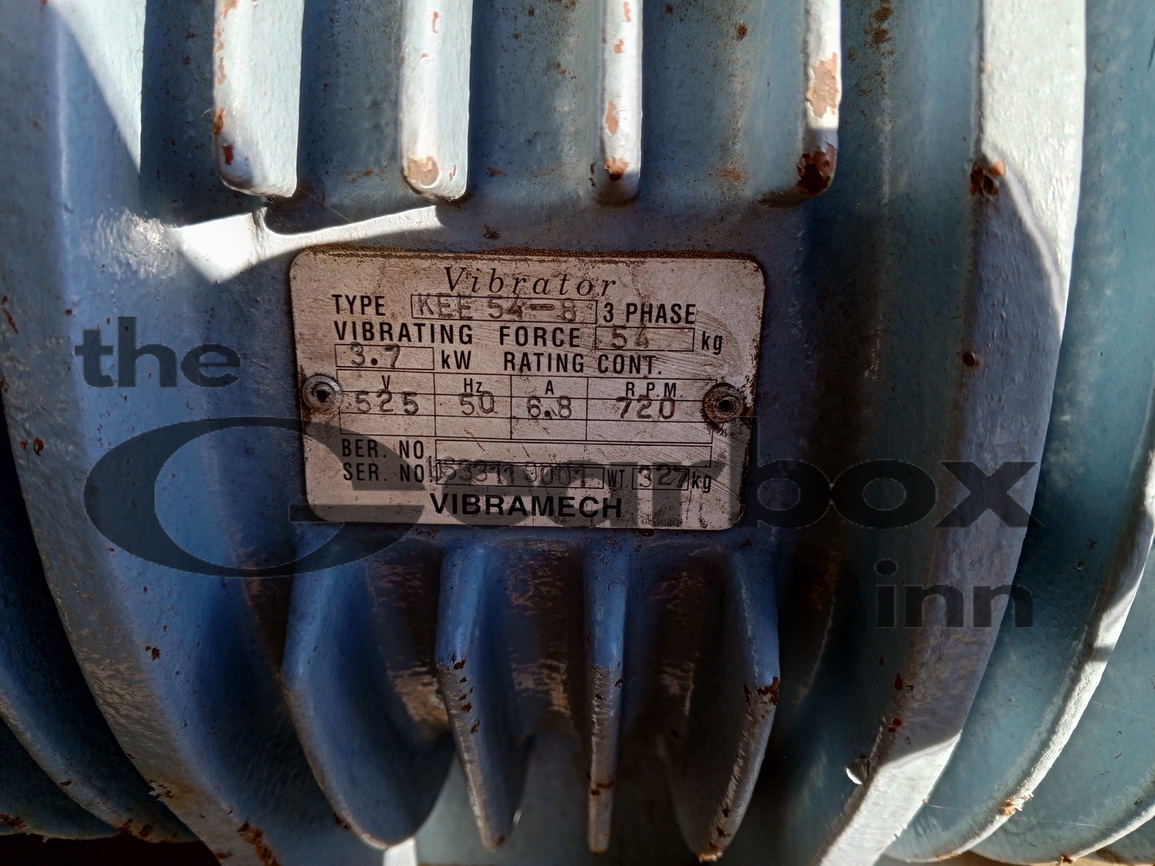 Vibrator
TYPE KEE 54-8 3 PHASE
VIBRATING FORCE 54 kg
3.7 kW RATING CONT.
V Hz A R.P.M.
525 50 6.8 720
BER. NO.
SER. NO. WT. 327 kg
VIBRAMECH
the
Gearbox
inn